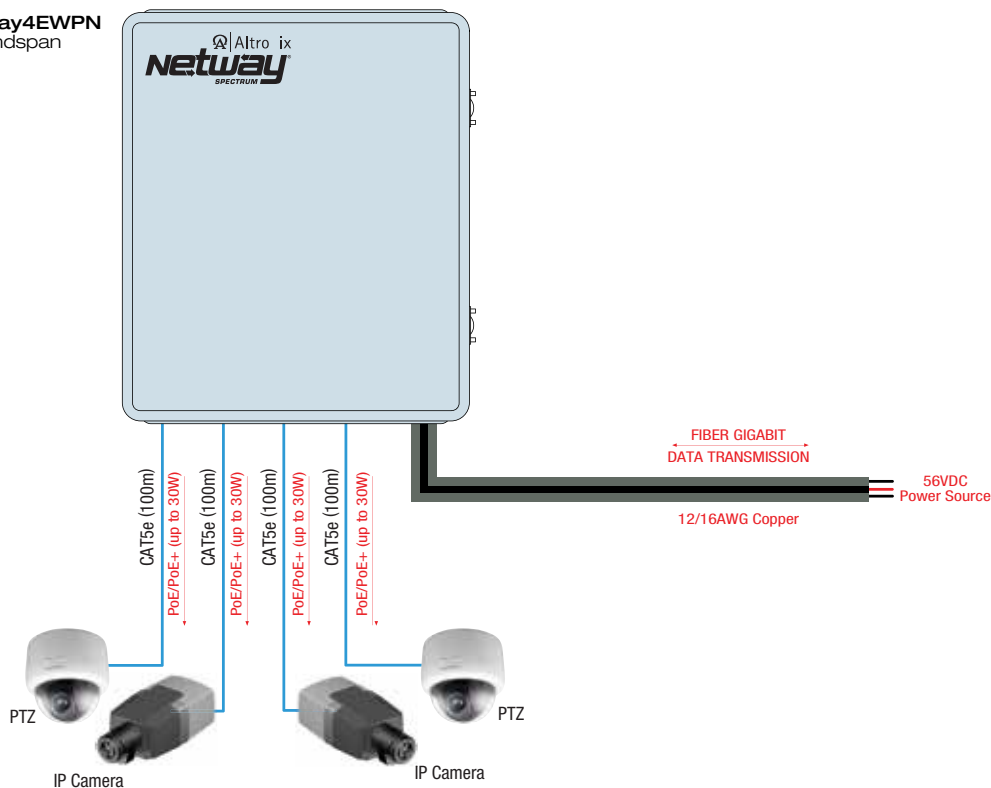 ay4EWPN
dspan
Altro ix
Netway
SPECTRUM
FIBER GIGABIT
DATA TRANSMISSION
56VDC
Power Source
12/16AWG Copper
CAT5e (100m)
PoE/PoE+ (up to 30W)
CAT5e (100m)
PoE/PoE+ (up to 30W)
CAT5e (100m)
PoE/PoE+ (up to 30W)
CAT5e (100m)
PoE/PoE+ (up to 30W)
PTZ
PTZ
IP Camera
IP Camera